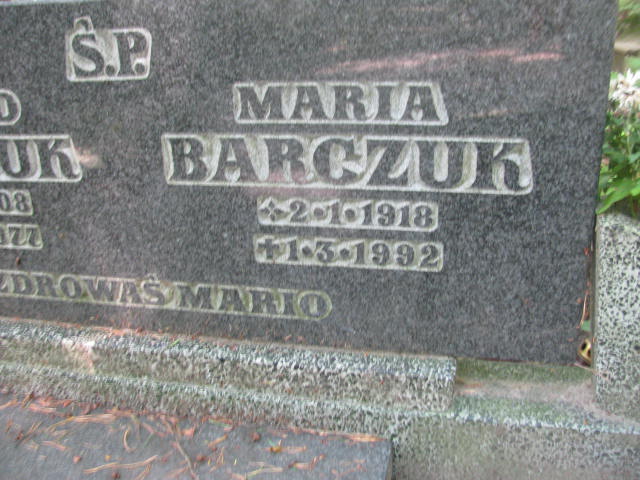 Ś.P.
MARIA
BARCZUK
✣2·1·1918
✝1·3·1992
ZDROWAŚ MARIO